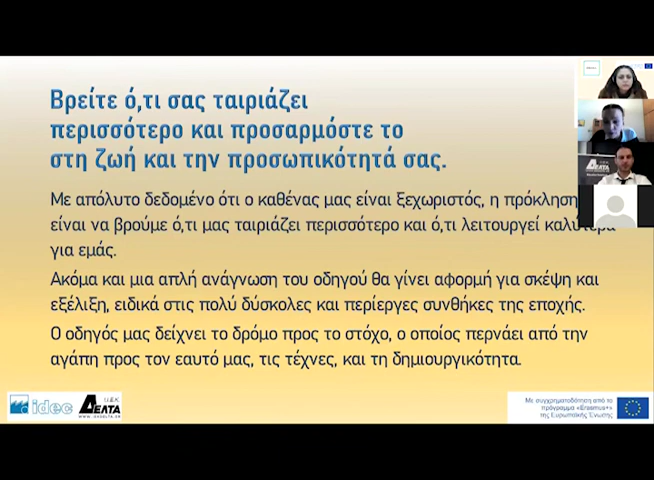 Βρείτε ό,τι σας ταιριάζει
περισσότερο και προσαρμόστε το
στη ζωή και την προσωπικότητά σας.
Με απόλυτο δεδομένο ότι ο καθένας μας είναι ξεχωριστός, η πρόκληση
είναι να βρούμε ό,τι μας ταιριάζει περισσότερο και ό,τι λειτουργεί καλύτερα
για εμάς.
Ακόμα και μια απλή ανάγνωση του οδηγού θα γίνει αφορμή για σκέψη και
εξέλιξη, ειδικά στις πολύ δύσκολες και περίεργες συνθήκες της εποχής.
Ο οδηγός μας δείχνει το δρόμο προς το στόχο, ο οποίος περνάει από την
αγάπη προς τον εαυτό μας, τις τέχνες, και τη δημιουργικότητα.
idec
ΔΕΛΤΑ
Με συγχρηματοδότηση από το
πρόγραμμα «Erasmus+»
της Ευρωπαϊκής Ένωσης
ΔΕΛΤΑ